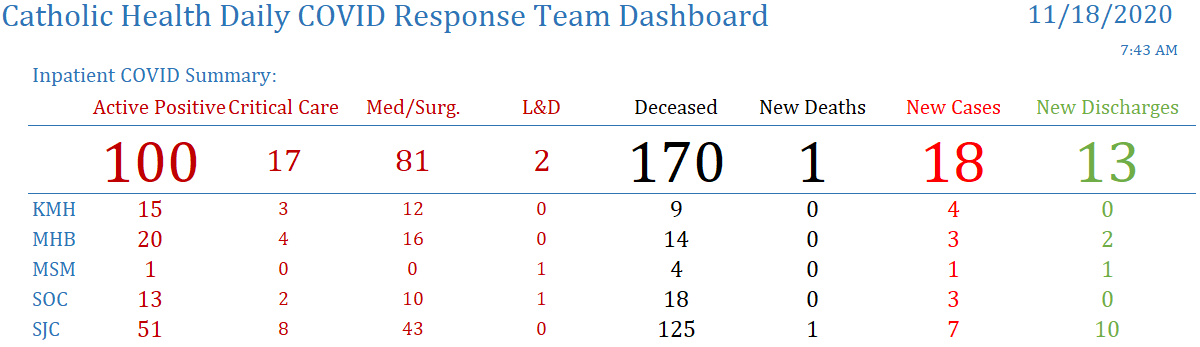 Catholic Health Daily COVID Response Team Dashboard 11/18/2020
7:43 AM
Inpatient COVID Summary:
Active Positive Critical Care Med/Surg. L&D Deceased New Deaths New Cases New Discharges
100 17 81 2 170 1 18 13
KMH 15 3 12 0 9 0 4 0
MHB 20 4 16 0 14 0 3 2
MSM 1 0 0 1 4 0 1 1
SOC 13 2 10 1 18 0 3 0
SJC 51 8 43 0 125 1 7 10